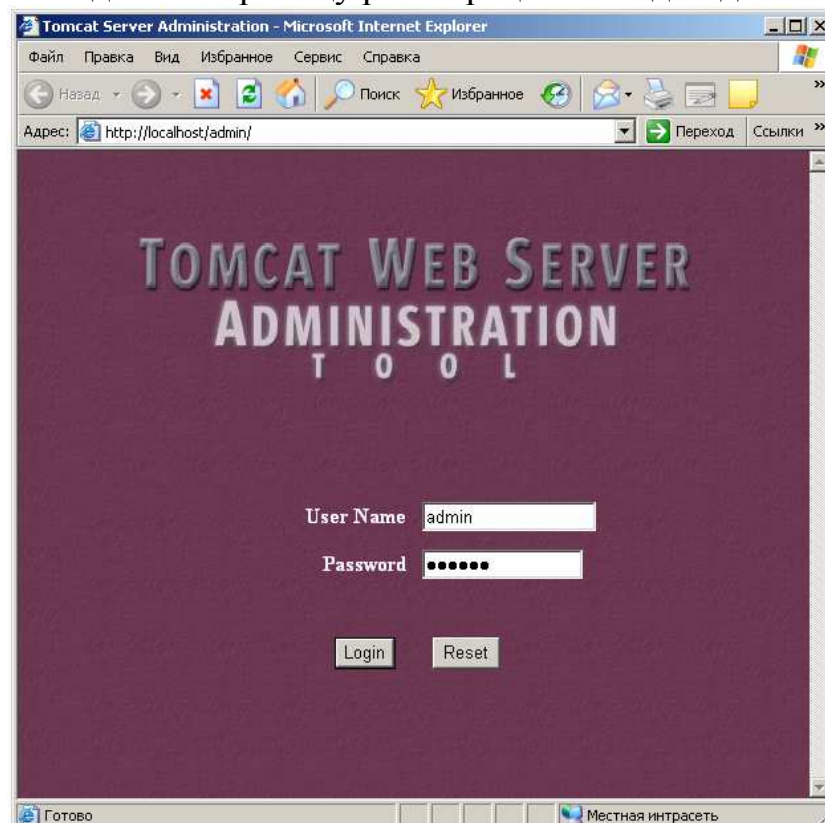 Tomcat Server Administration - Microsoft Internet Explorer
Файл Правка Вид Избранное Сервис Справка
Назад Поиск Избранное »
Адрес: http://localhost/admin/ Переход Ссылки »
TOMCAT WEB SERVER
ADMINISTRATION
TOOL
User Name admin
Password ••••••
Login Reset
Готово Местная интрасеть